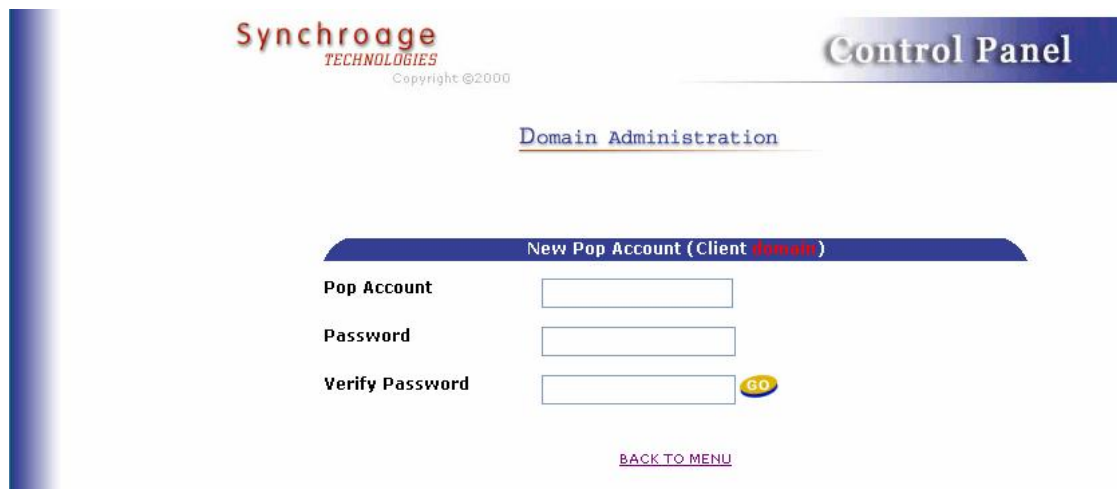 Synchroage
TECHNOLOGIES
Copyright ©2000
Control Panel
Domain Administration
New Pop Account (Client domain)
Pop Account
Password
Verify Password
GO
BACK TO MENU